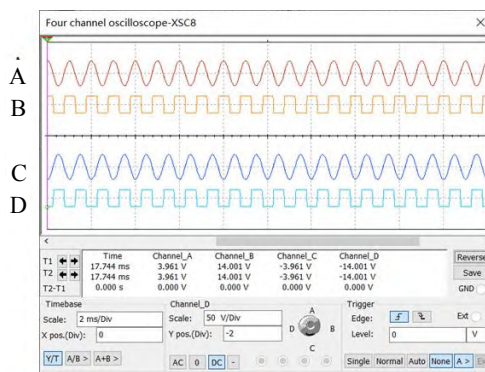 Four channel oscilloscope-XSC8
A
B
C
D
Time Channel_A Channel_B Channel_C Channel_D
T1 17.744 ms 3.961 V 14.001 V -3.961 V -14.001 V
T2 17.744 ms 3.961 V 14.001 V -3.961 V -14.001 V
T2-T1 0.000 s 0.000 V 0.000 V 0.000 V 0.000 V
Reverse
Save
GND
Timebase
Scale: 2 ms/Div
X pos.(Div): 0
Y/T A/B > A+B >
Channel_D
Scale: 50 V/Div
Y pos.(Div): -2
AC 0 DC -
A
D B
C
Trigger
Edge: Ext
Level: 0 V
Single Normal Auto None A >